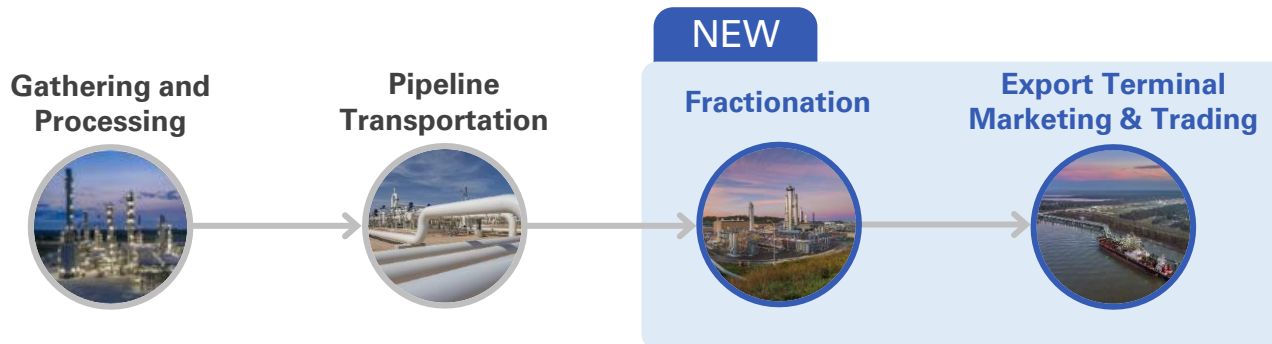 NEW
Gathering and
Processing
Pipeline
Transportation
Fractionation
Export Terminal
Marketing & Trading